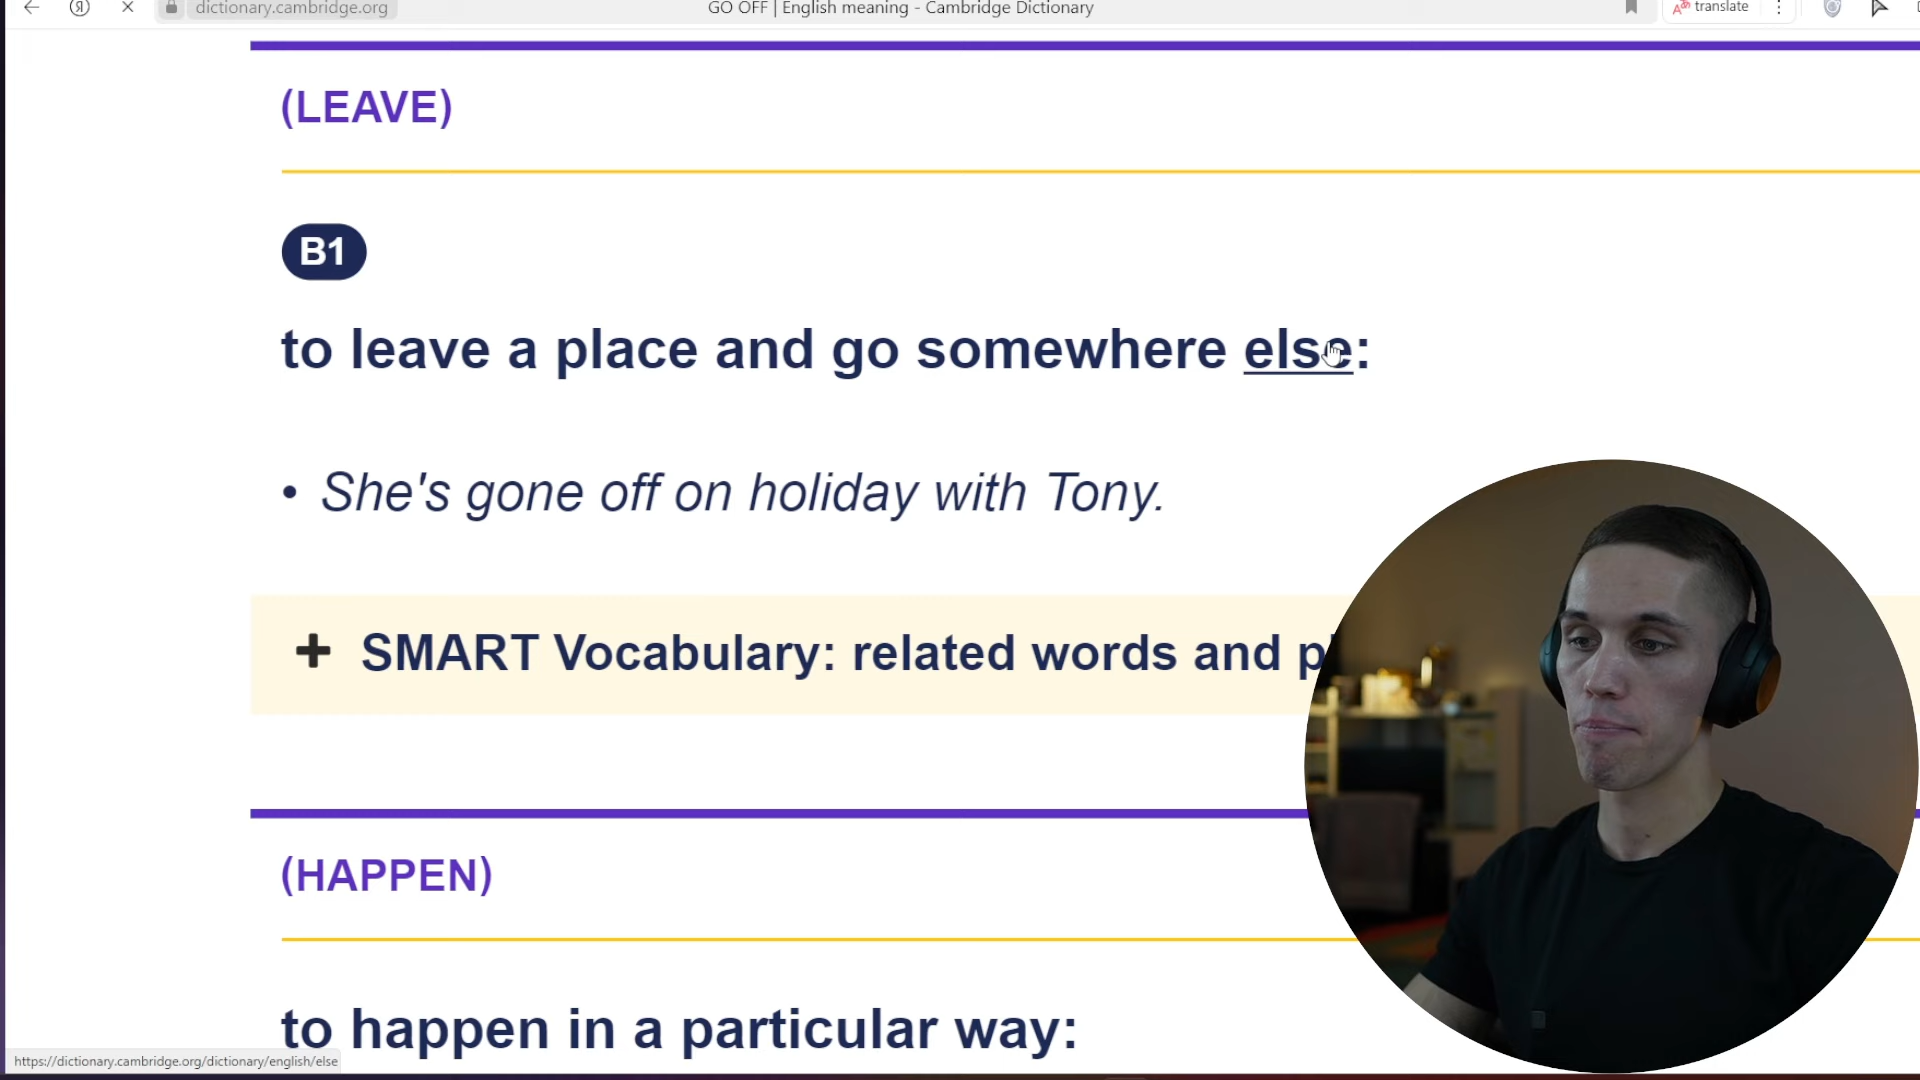 dictionary.cambridge.org
GO OFF | English meaning - Cambridge Dictionary
translate
(LEAVE)
B1
to leave a place and go somewhere else:
• She's gone off on holiday with Tony.
+ SMART Vocabulary: related words and
(HAPPEN)
to happen in a particular way:
https://dictionary.cambridge.org/dictionary/english/else